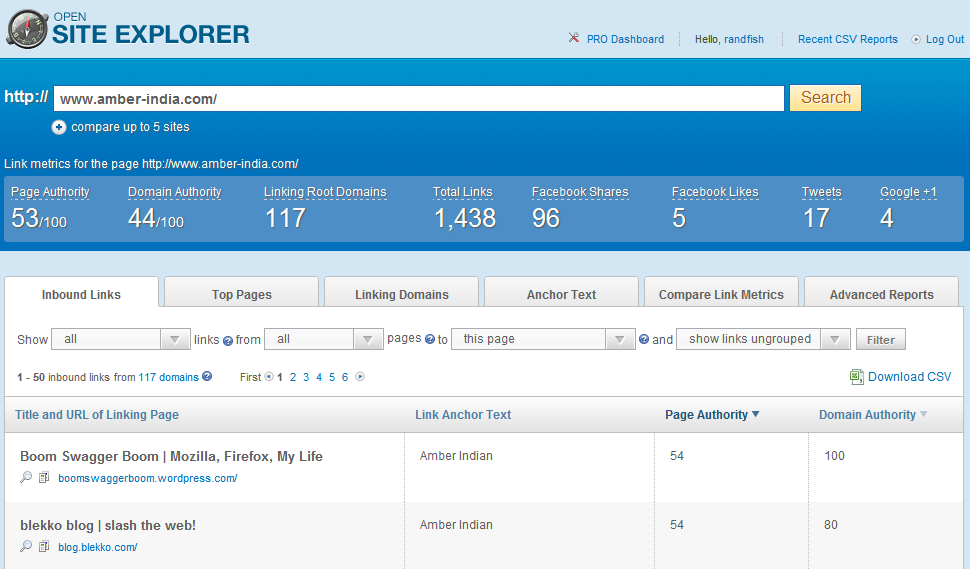 OPEN
SITE EXPLORER
PRO Dashboard Hello, randfish Recent CSV Reports Log Out
http:// www.amber-india.com/ Search
compare up to 5 sites
Link metrics for the page http://www.amber-india.com/
Page Authority Domain Authority Linking Root Domains Total Links Facebook Shares Facebook Likes Tweets Google +1
53/100 44/100 117 1,438 96 5 17 4
Inbound Links Top Pages Linking Domains Anchor Text Compare Link Metrics Advanced Reports
Show all links ? from all pages ? to this page ? and show links ungrouped Filter
1 - 50 inbound links from 117 domains ? First 1 2 3 4 5 6 Download CSV
Title and URL of Linking Page Link Anchor Text Page Authority Domain Authority
Boom Swagger Boom | Mozilla, Firefox, My Life Amber Indian 54 100
boomswaggerboom.wordpress.com/
blekko blog | slash the web! Amber Indian 54 80
blog.blekko.com/